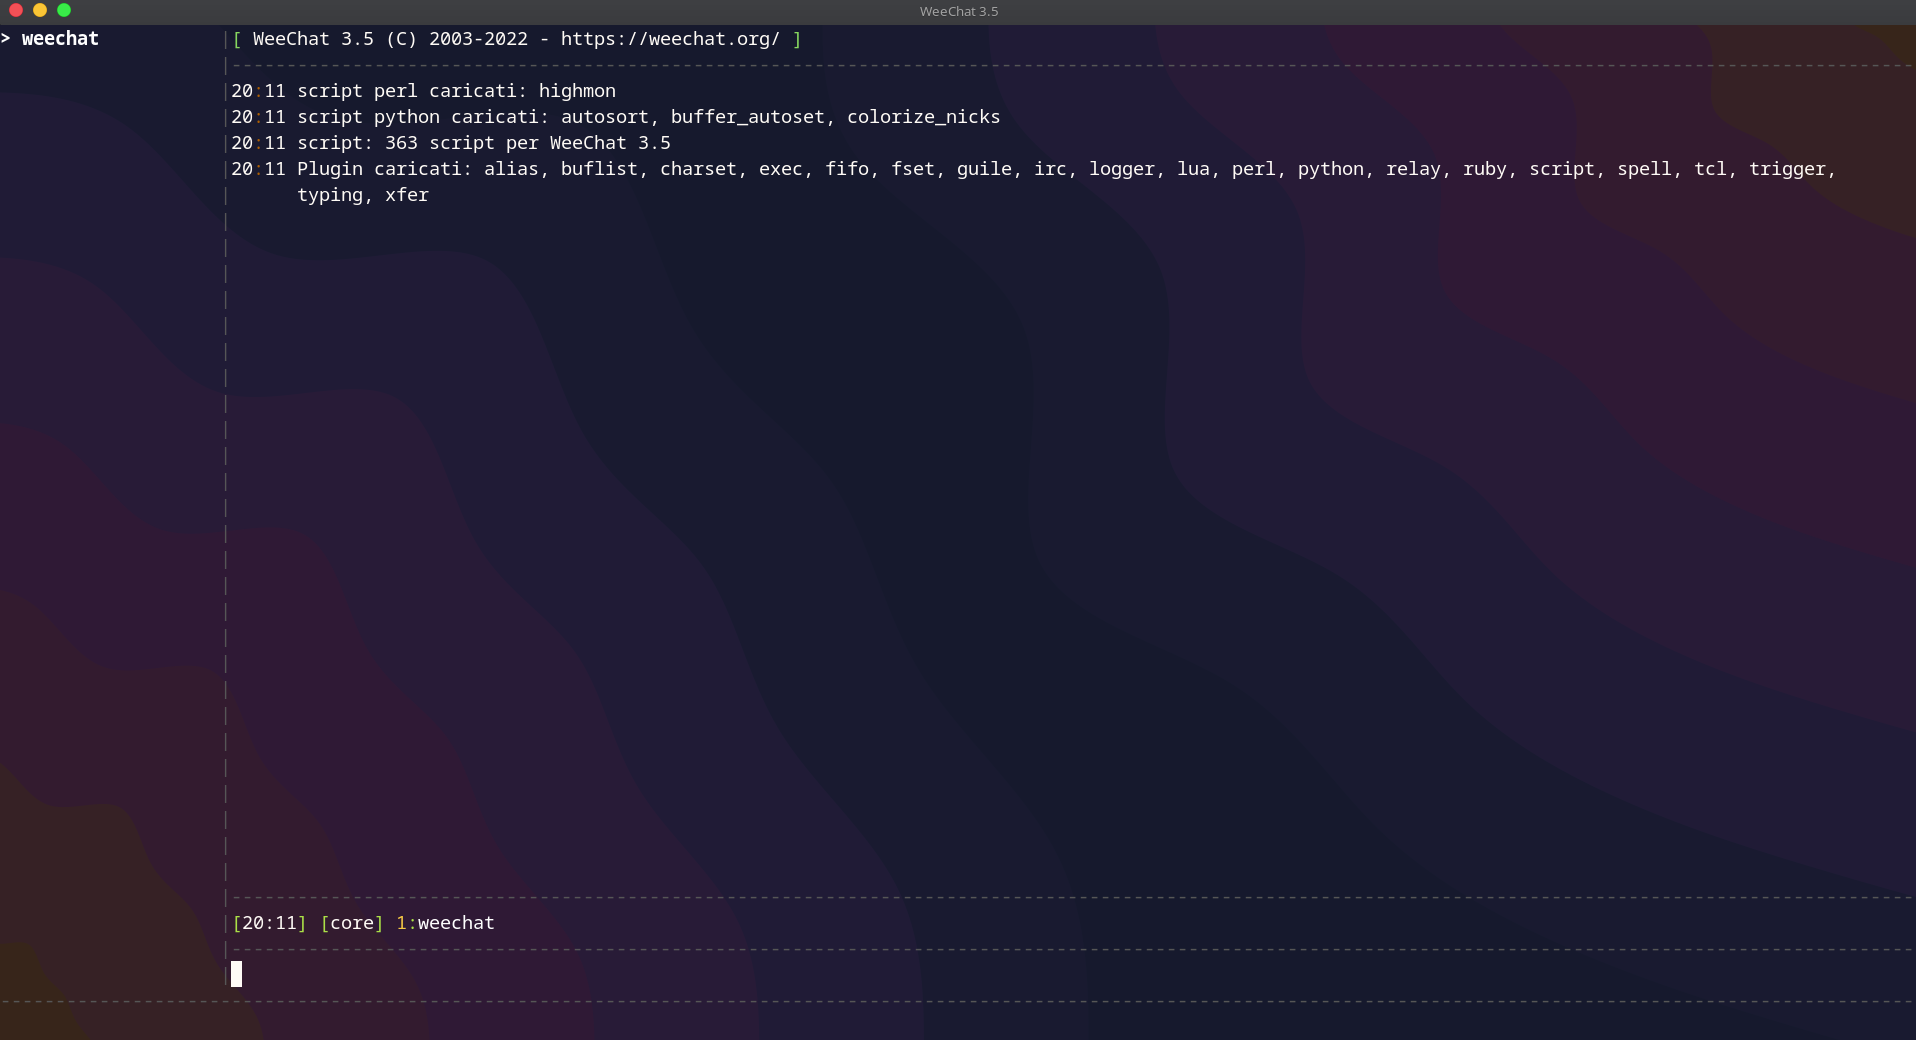 WeeChat 3.5
> weechat
[ WeeChat 3.5 (C) 2003-2022 - https://weechat.org/ ]
20:11 script perl caricati: highmon
20:11 script python caricati: autosort, buffer_autoset, colorize_nicks
20:11 script: 363 script per WeeChat 3.5
20:11 Plugin caricati: alias, buflist, charset, exec, fifo, fset, guile, irc, logger, lua, perl, python, relay, ruby, script, spell, tcl, trigger,
typing, xfer
[20:11] [core] 1:weechat